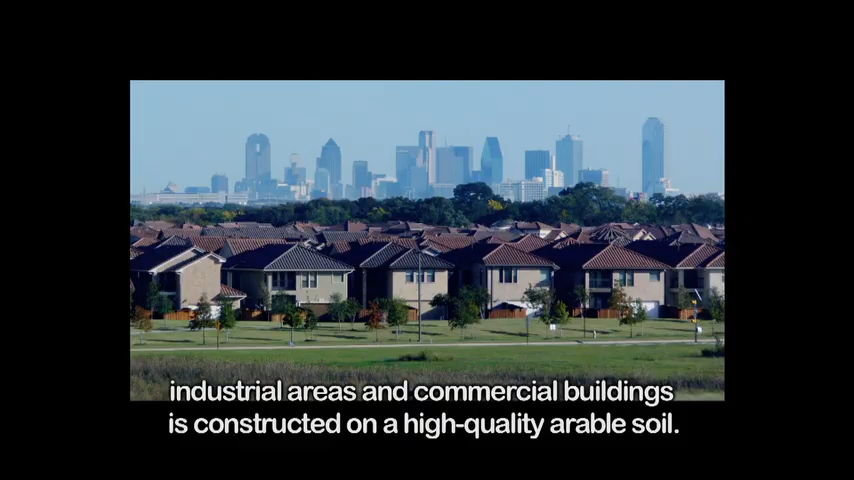 industrial areas and commercial buildings
is constructed on a high-quality arable soil.